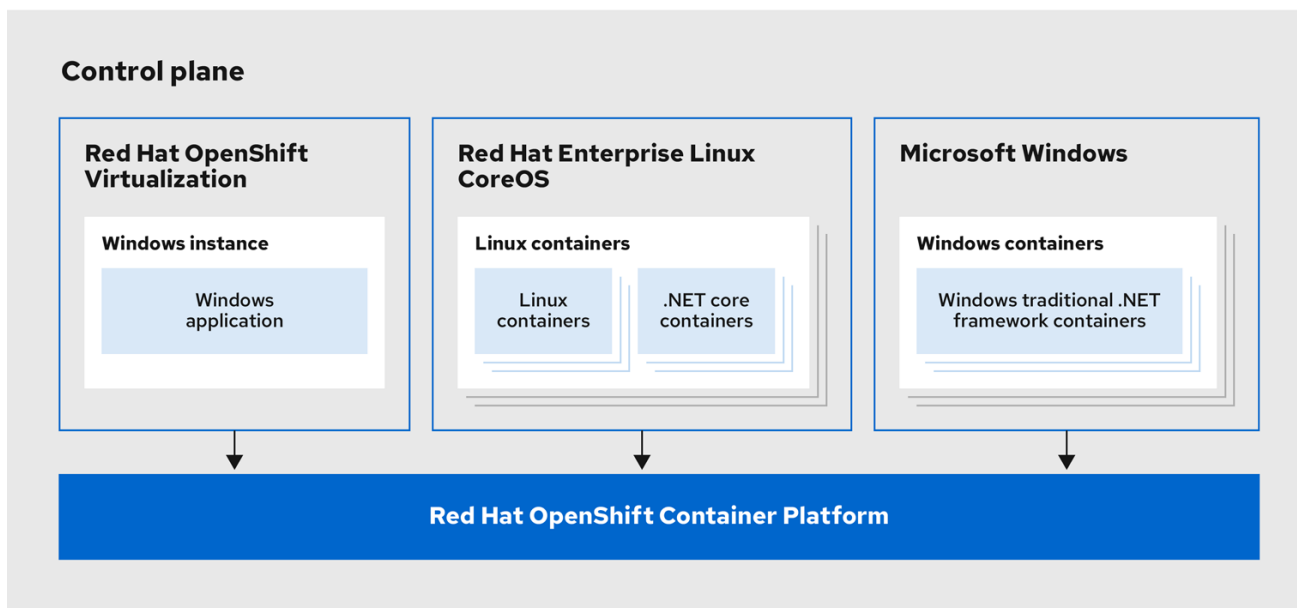 Control plane
Red Hat OpenShift
Virtualization
Windows instance
Windows
application
Red Hat Enterprise Linux
CoreOS
Linux containers
Linux
containers
.NET core
containers
Microsoft Windows
Windows containers
Windows traditional .NET
framework containers
Red Hat OpenShift Container Platform